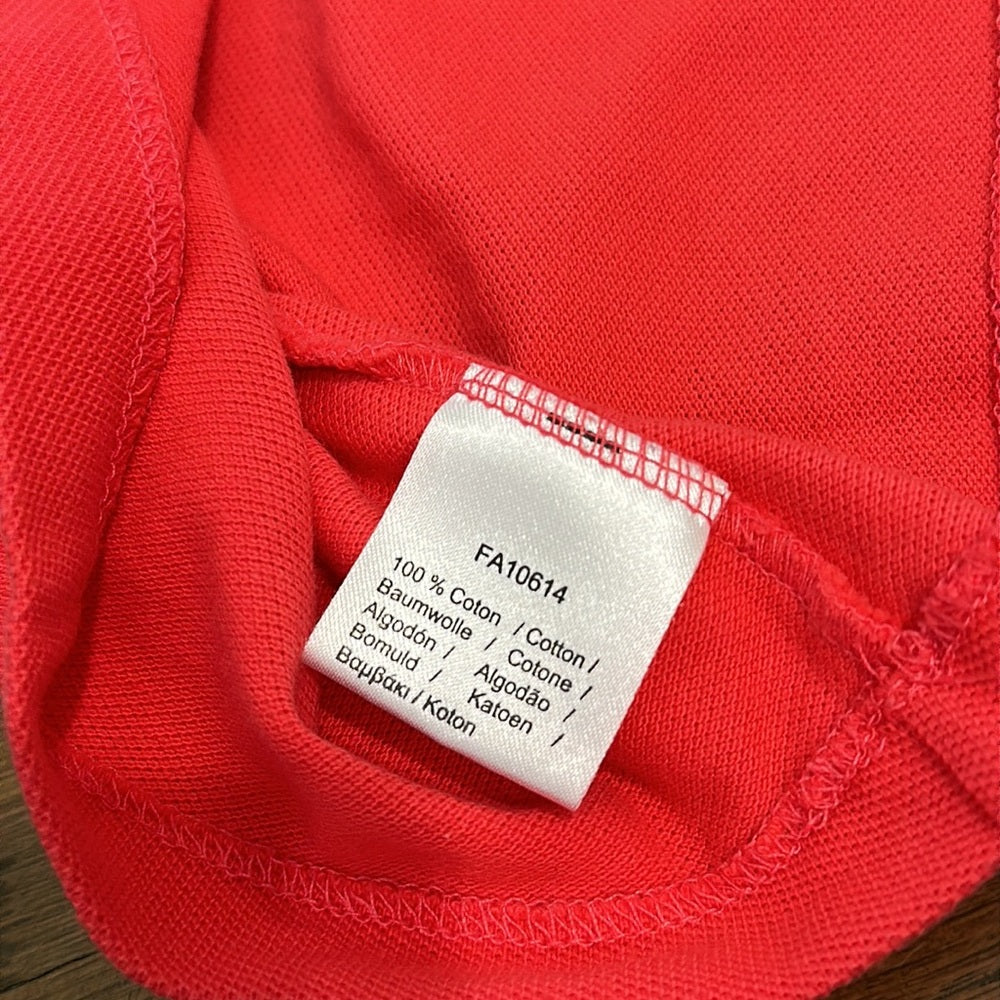 FA10614
100 % Coton / Cotton /
Baumwolle / Cotone /
Algodón / Algodão /
Bomuld / Katoen /
Βαμβάκι / Koton